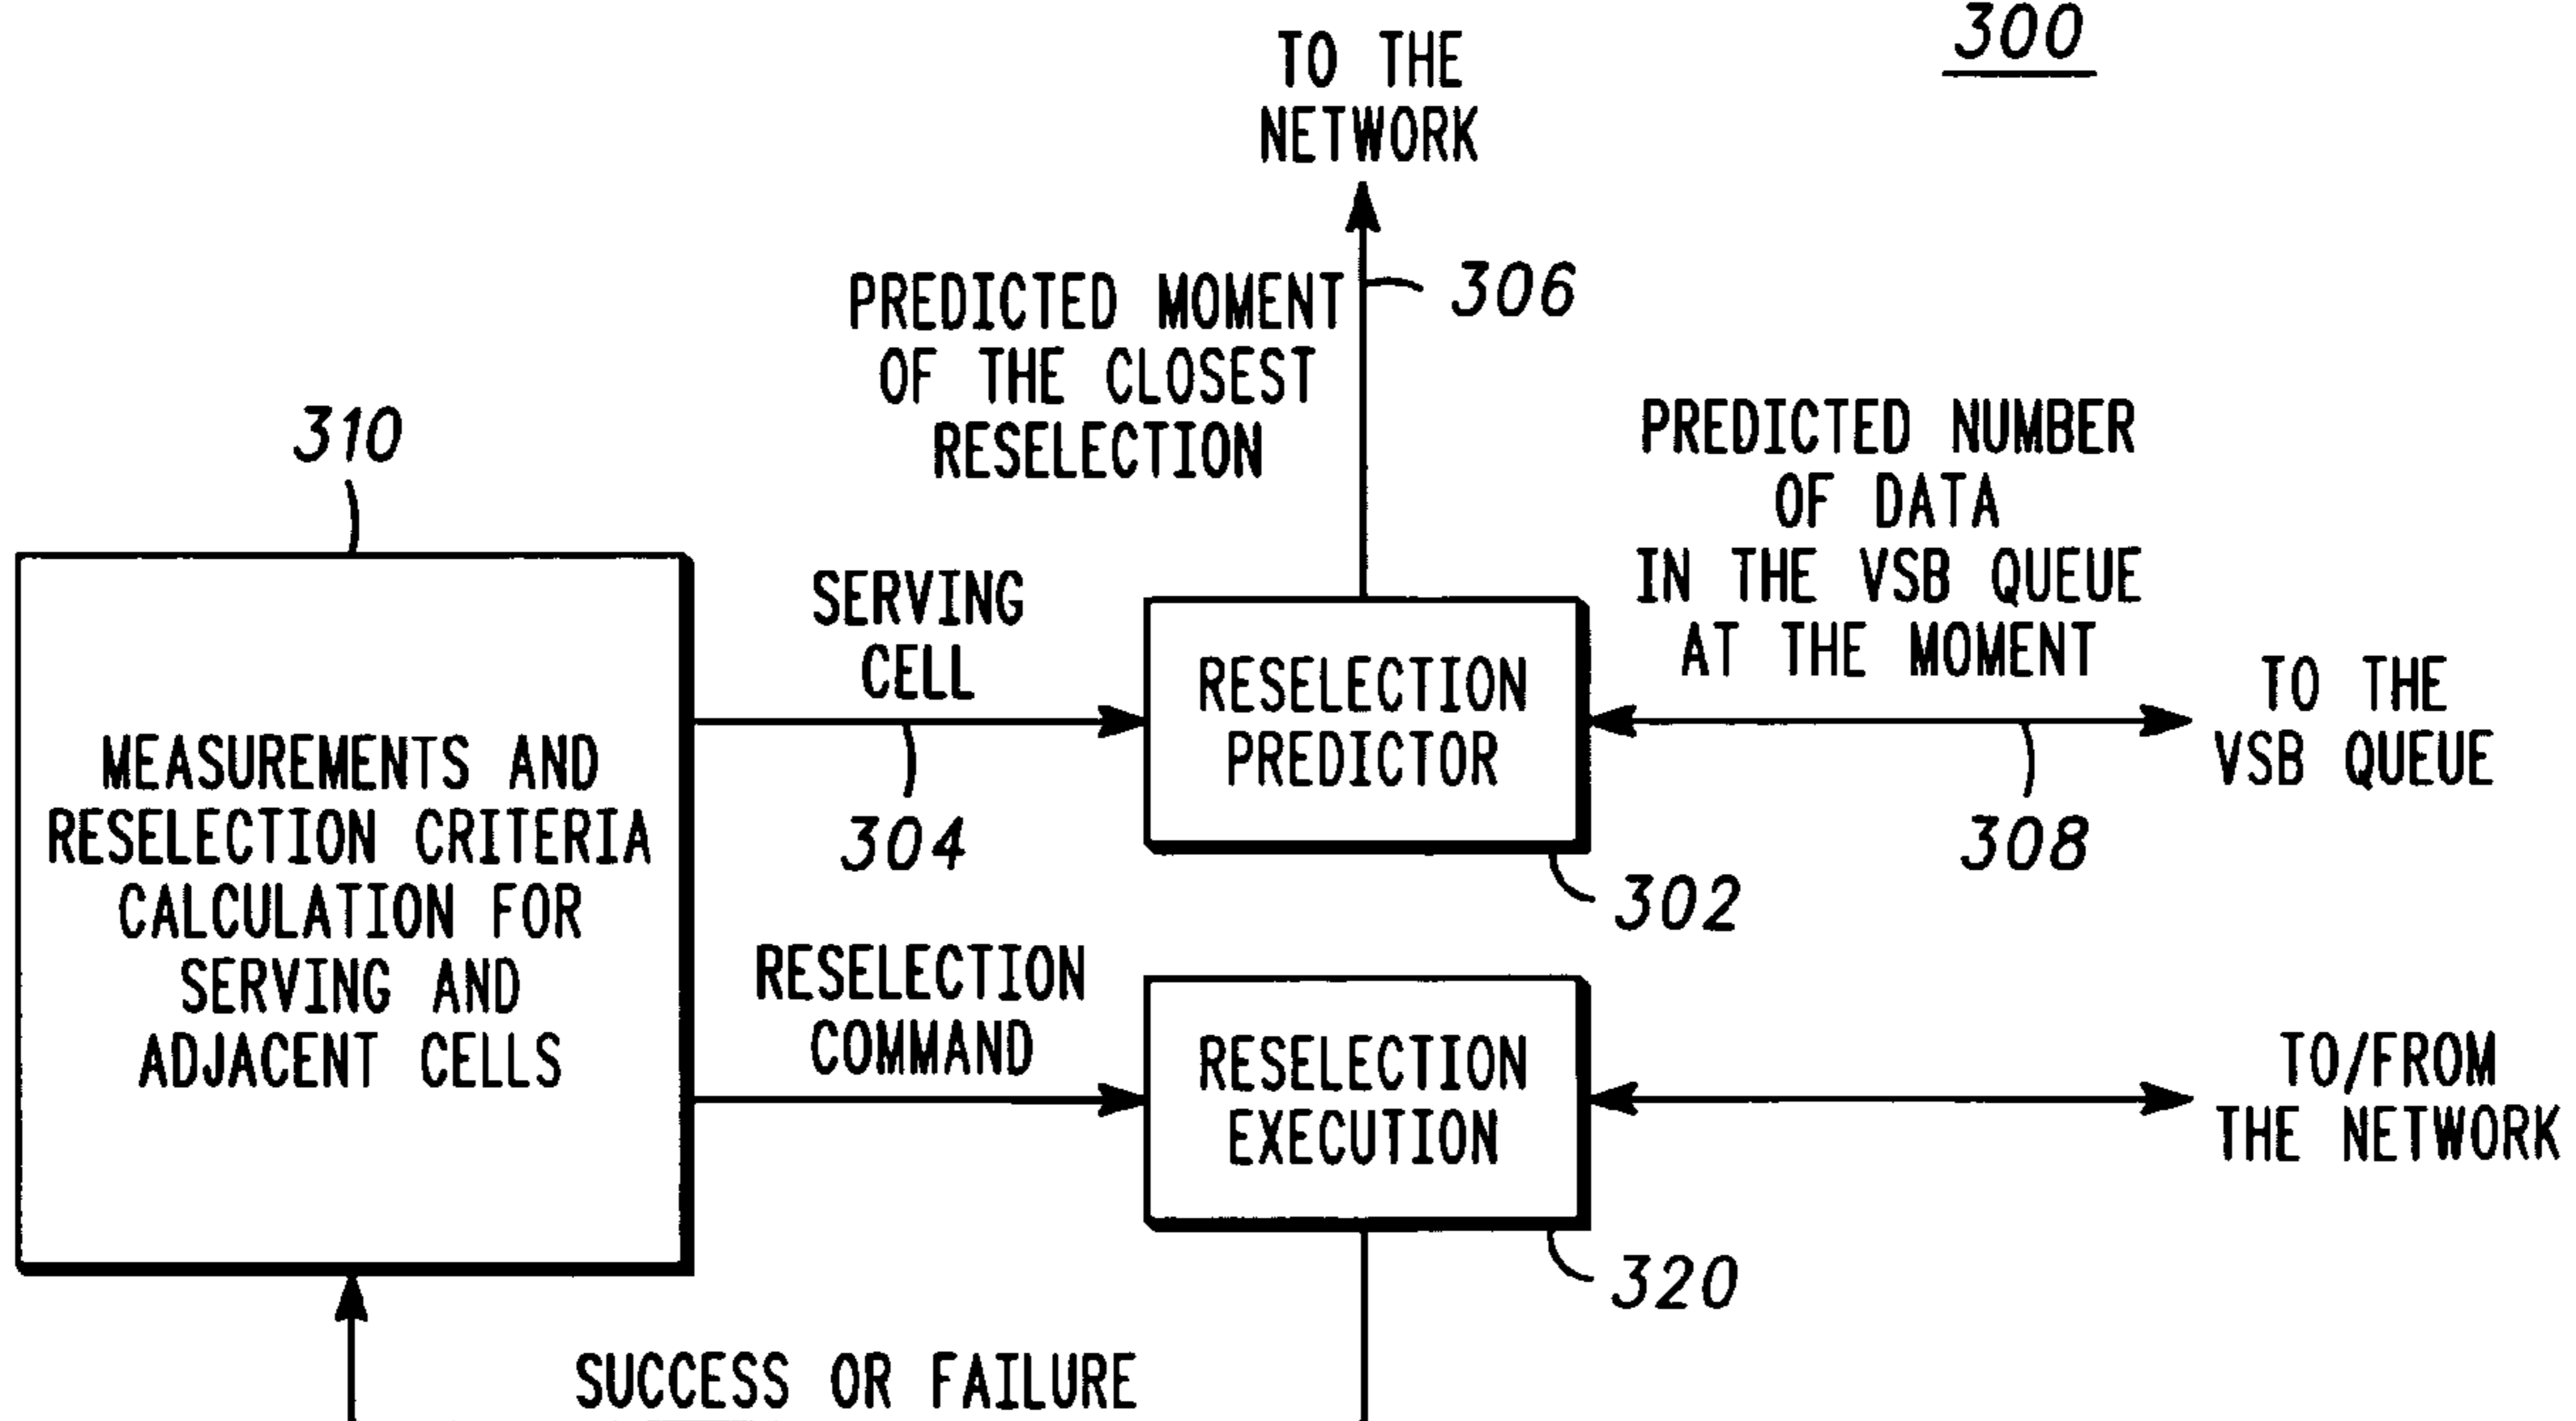 300
TO THE
NETWORK
306
PREDICTED MOMENT
OF THE CLOSEST
RESELECTION
PREDICTED NUMBER
OF DATA
IN THE VSB QUEUE
AT THE MOMENT
310
SERVING
CELL
304
RESELECTION
PREDICTOR
302
308
TO THE
VSB QUEUE
MEASUREMENTS AND
RESELECTION CRITERIA
CALCULATION FOR
SERVING AND
ADJACENT CELLS
RESELECTION
COMMAND
RESELECTION
EXECUTION
320
TO/FROM
THE NETWORK
SUCCESS OR FAILURE